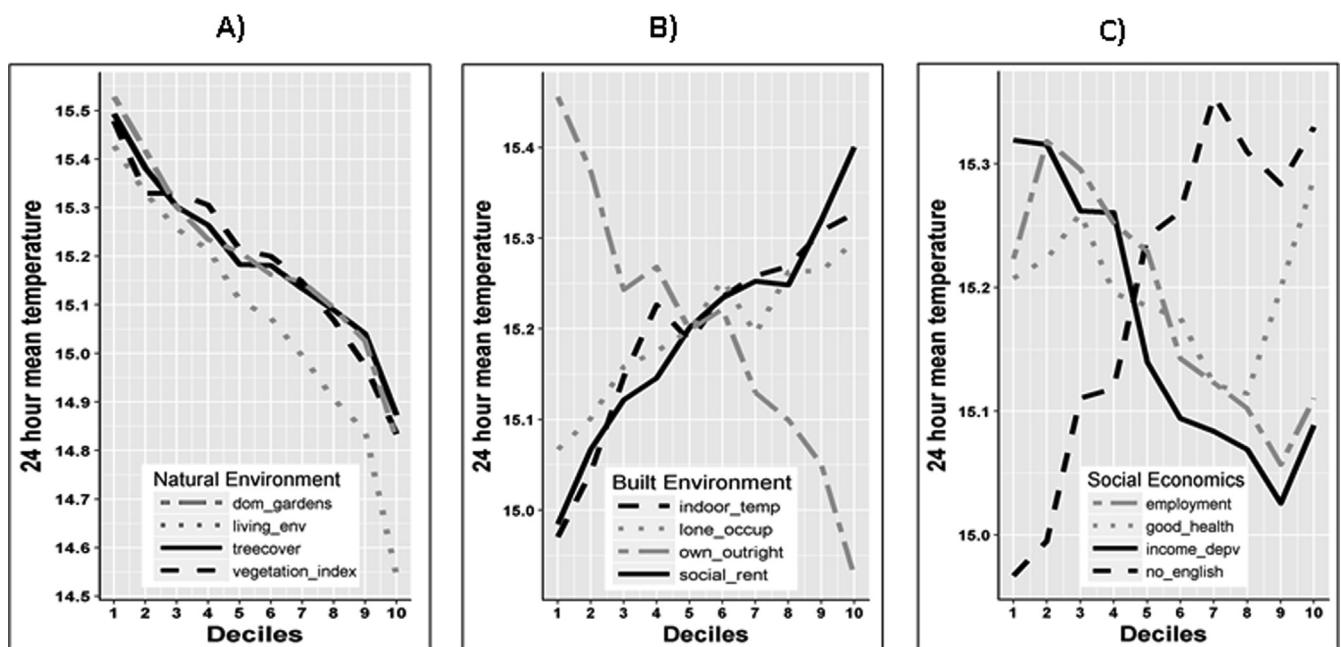 A)
24 hour mean temperature
15.5
15.4
15.3
15.2
15.1
15.0
14.9
14.8
14.7
14.6
14.5
Natural Environment
dom_gardens
living_env
treecover
vegetation_index
1 2 3 4 5 6 7 8 9 10
Deciles
B)
24 hour mean temperature
15.4
15.3
15.2
15.1
15.0
Built Environment
indoor_temp
lone_occup
own_outright
social_rent
1 2 3 4 5 6 7 8 9 10
Deciles
C)
24 hour mean temperature
15.3
15.2
15.1
15.0
Social Economics
employment
good_health
income_depv
no_english
1 2 3 4 5 6 7 8 9 10
Deciles